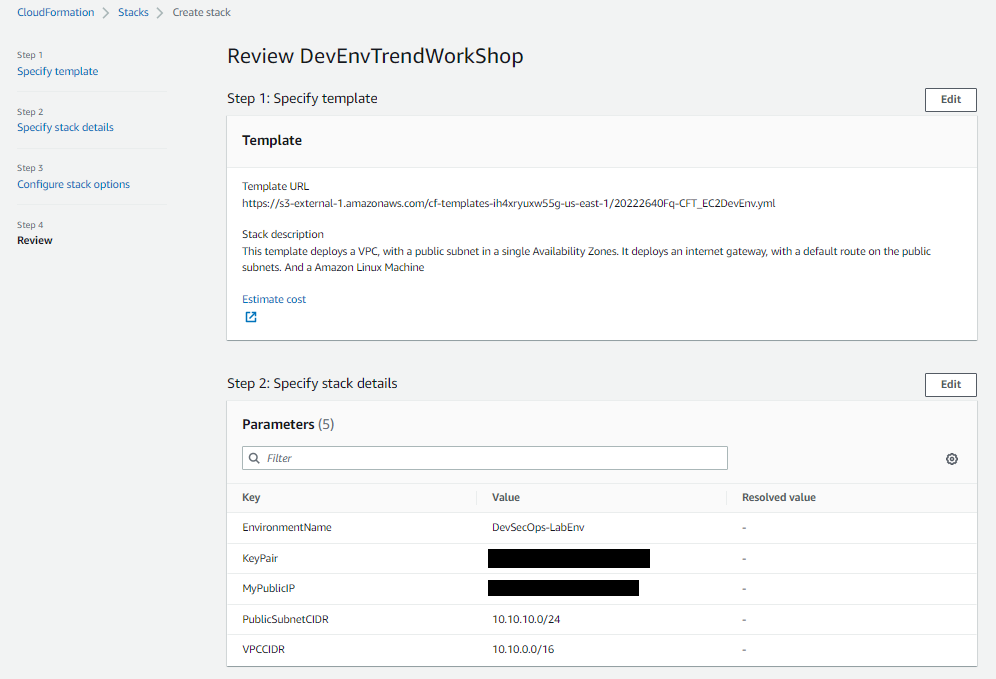 CloudFormation > Stacks > Create stack
Step 1
Specify template
Step 2
Specify stack details
Step 3
Configure stack options
Step 4
Review
Review DevEnvTrendWorkShop
Step 1: Specify template
Edit
Template
Template URL
https://s3-external-1.amazonaws.com/cf-templates-ih4xryuxw55g-us-east-1/20222640Fq-CFT_EC2DevEnv.yml
Stack description
This template deploys a VPC, with a public subnet in a single Availability Zones. It deploys an internet gateway, with a default route on the public
subnets. And a Amazon Linux Machine
Estimate cost
Step 2: Specify stack details
Edit
Parameters (5)
Filter
Key Value Resolved value
EnvironmentName DevSecOps-LabEnv -
KeyPair -
MyPublicIP -
PublicSubnetCIDR 10.10.10.0/24 -
VPCCIDR 10.10.0.0/16 -